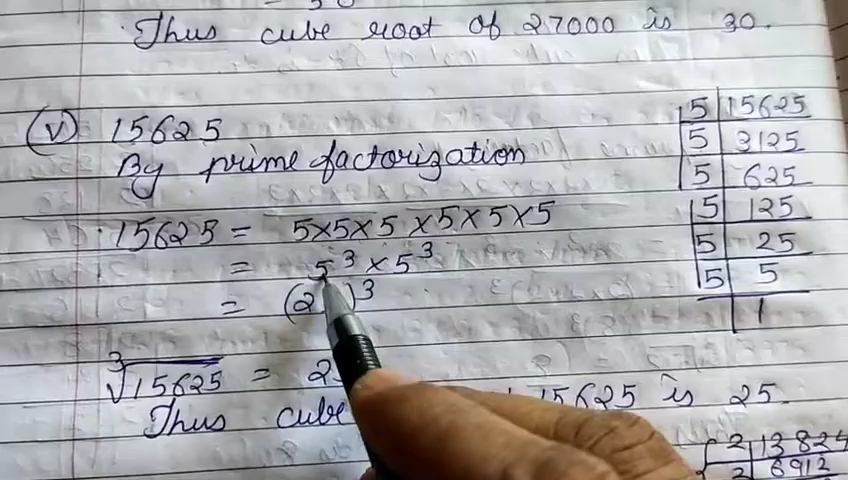 Thus cube root of 27000 is 30.
(v) 15625
By prime factorization
15625 = 5×5×5×5×5×5
= 5³ × 5³
= (2 )³
³√15625 = 2
Thus cube 15625 is 25.
5 | 15625
5 | 3125
5 | 625
5 | 125
5 | 25
5 | 5
1
2 | 13824
2 | 6912